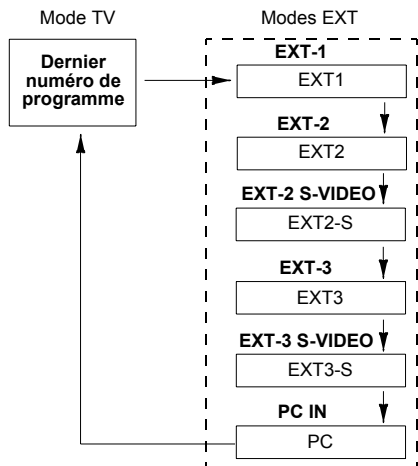 Mode TV
Modes EXT
Dernier
numéro de
programme
EXT-1
EXT1
EXT-2
EXT2
EXT-2 S-VIDEO
EXT2-S
EXT-3
EXT3
EXT-3 S-VIDEO
EXT3-S
PC IN
PC